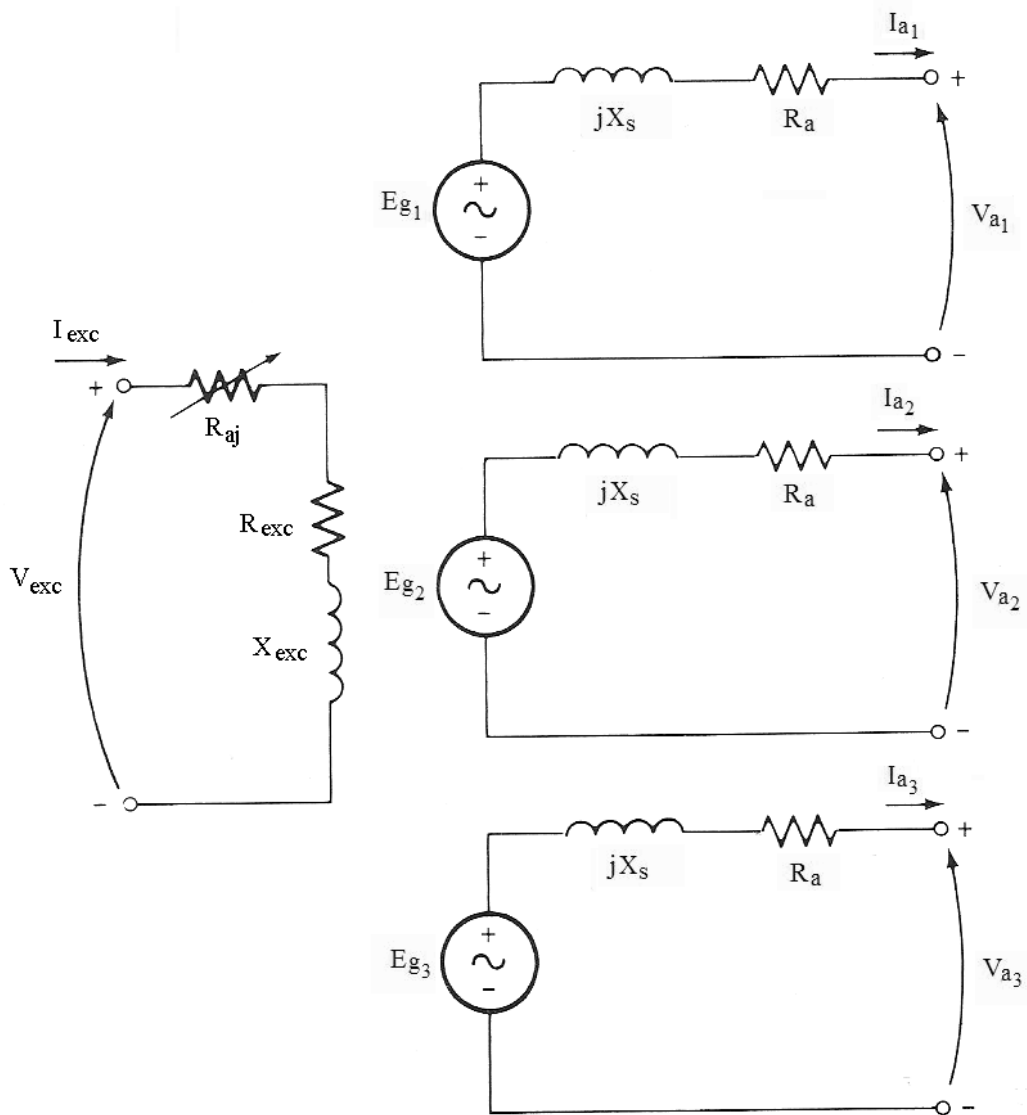 Ia1
+
jXs
Ra
+
-
Eg1
Va1
-
Iexc
+
Raj
Rexc
Vexc
Xexc
-
Ia2
+
jXs
Ra
+
-
Eg2
Va2
-
Ia3
+
jXs
Ra
+
-
Eg3
Va3
-